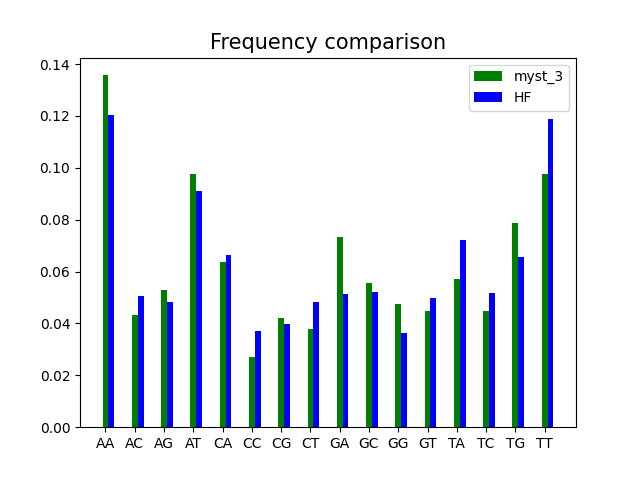 Frequency comparison
myst_3
HF
0.14
0.12
0.10
0.08
0.06
0.04
0.02
0.00
AA AC AG AT CA CC CG CT GA GC GG GT TA TC TG TT